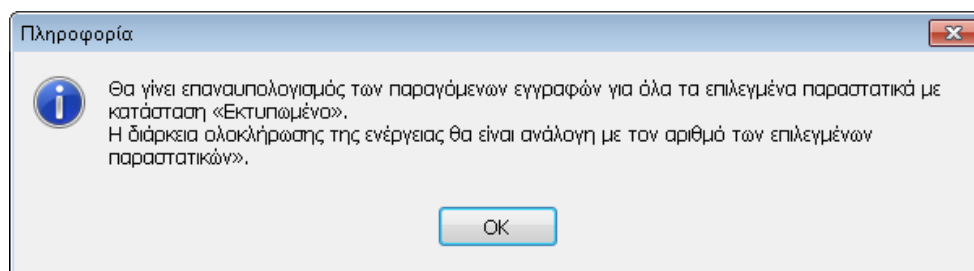 Πληροφορία
Θα γίνει επαναυπολογισμός των παραγόμενων εγγραφών για όλα τα επιλεγμένα παραστατικά με
κατάσταση «Εκτυπωμένο».
Η διάρκεια ολοκλήρωσης της ενέργειας θα είναι ανάλογη με τον αριθμό των επιλεγμένων
παραστατικών».
OK